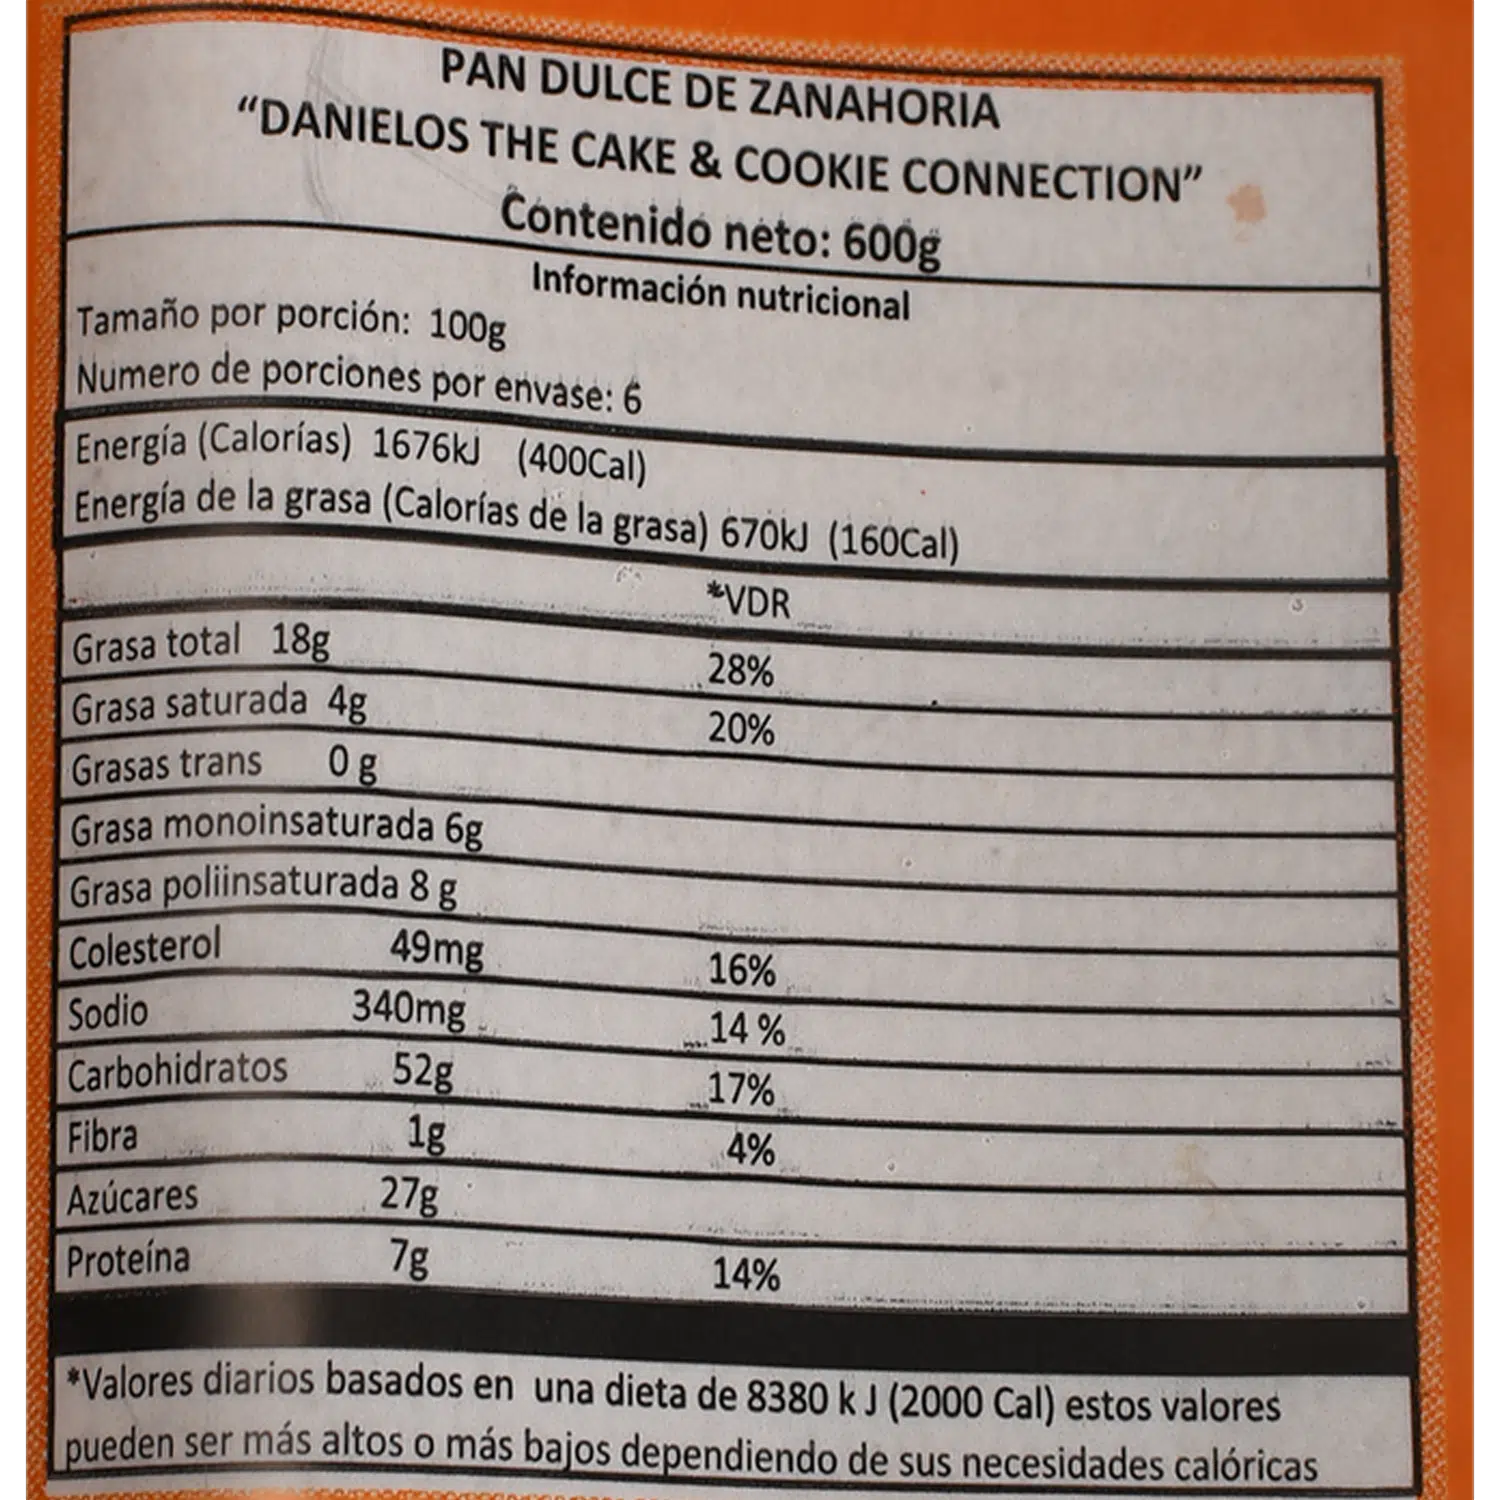 PAN DULCE DE ZANAHORIA
“DANIELOS THE CAKE & COOKIE CONNECTION”
Contenido neto: 600g
Información nutricional
Tamaño por porción: 100g
Numero de porciones por envase: 6
Energía (Calorías) 1676kJ (400Cal)
Energía de la grasa (Calorías de la grasa) 670kJ (160Cal)
*VDR
Grasa total 18g 28%
Grasa saturada 4g 20%
Grasas trans 0 g
Grasa monoinsaturada 6g
Grasa poliinsaturada 8 g
Colesterol 49mg 16%
Sodio 340mg 14 %
Carbohidratos 52g 17%
Fibra 1g 4%
Azúcares 27g
Proteína 7g 14%
*Valores diarios basados en una dieta de 8380 k J (2000 Cal) estos valores
pueden ser más altos o más bajos dependiendo de sus necesidades calóricas